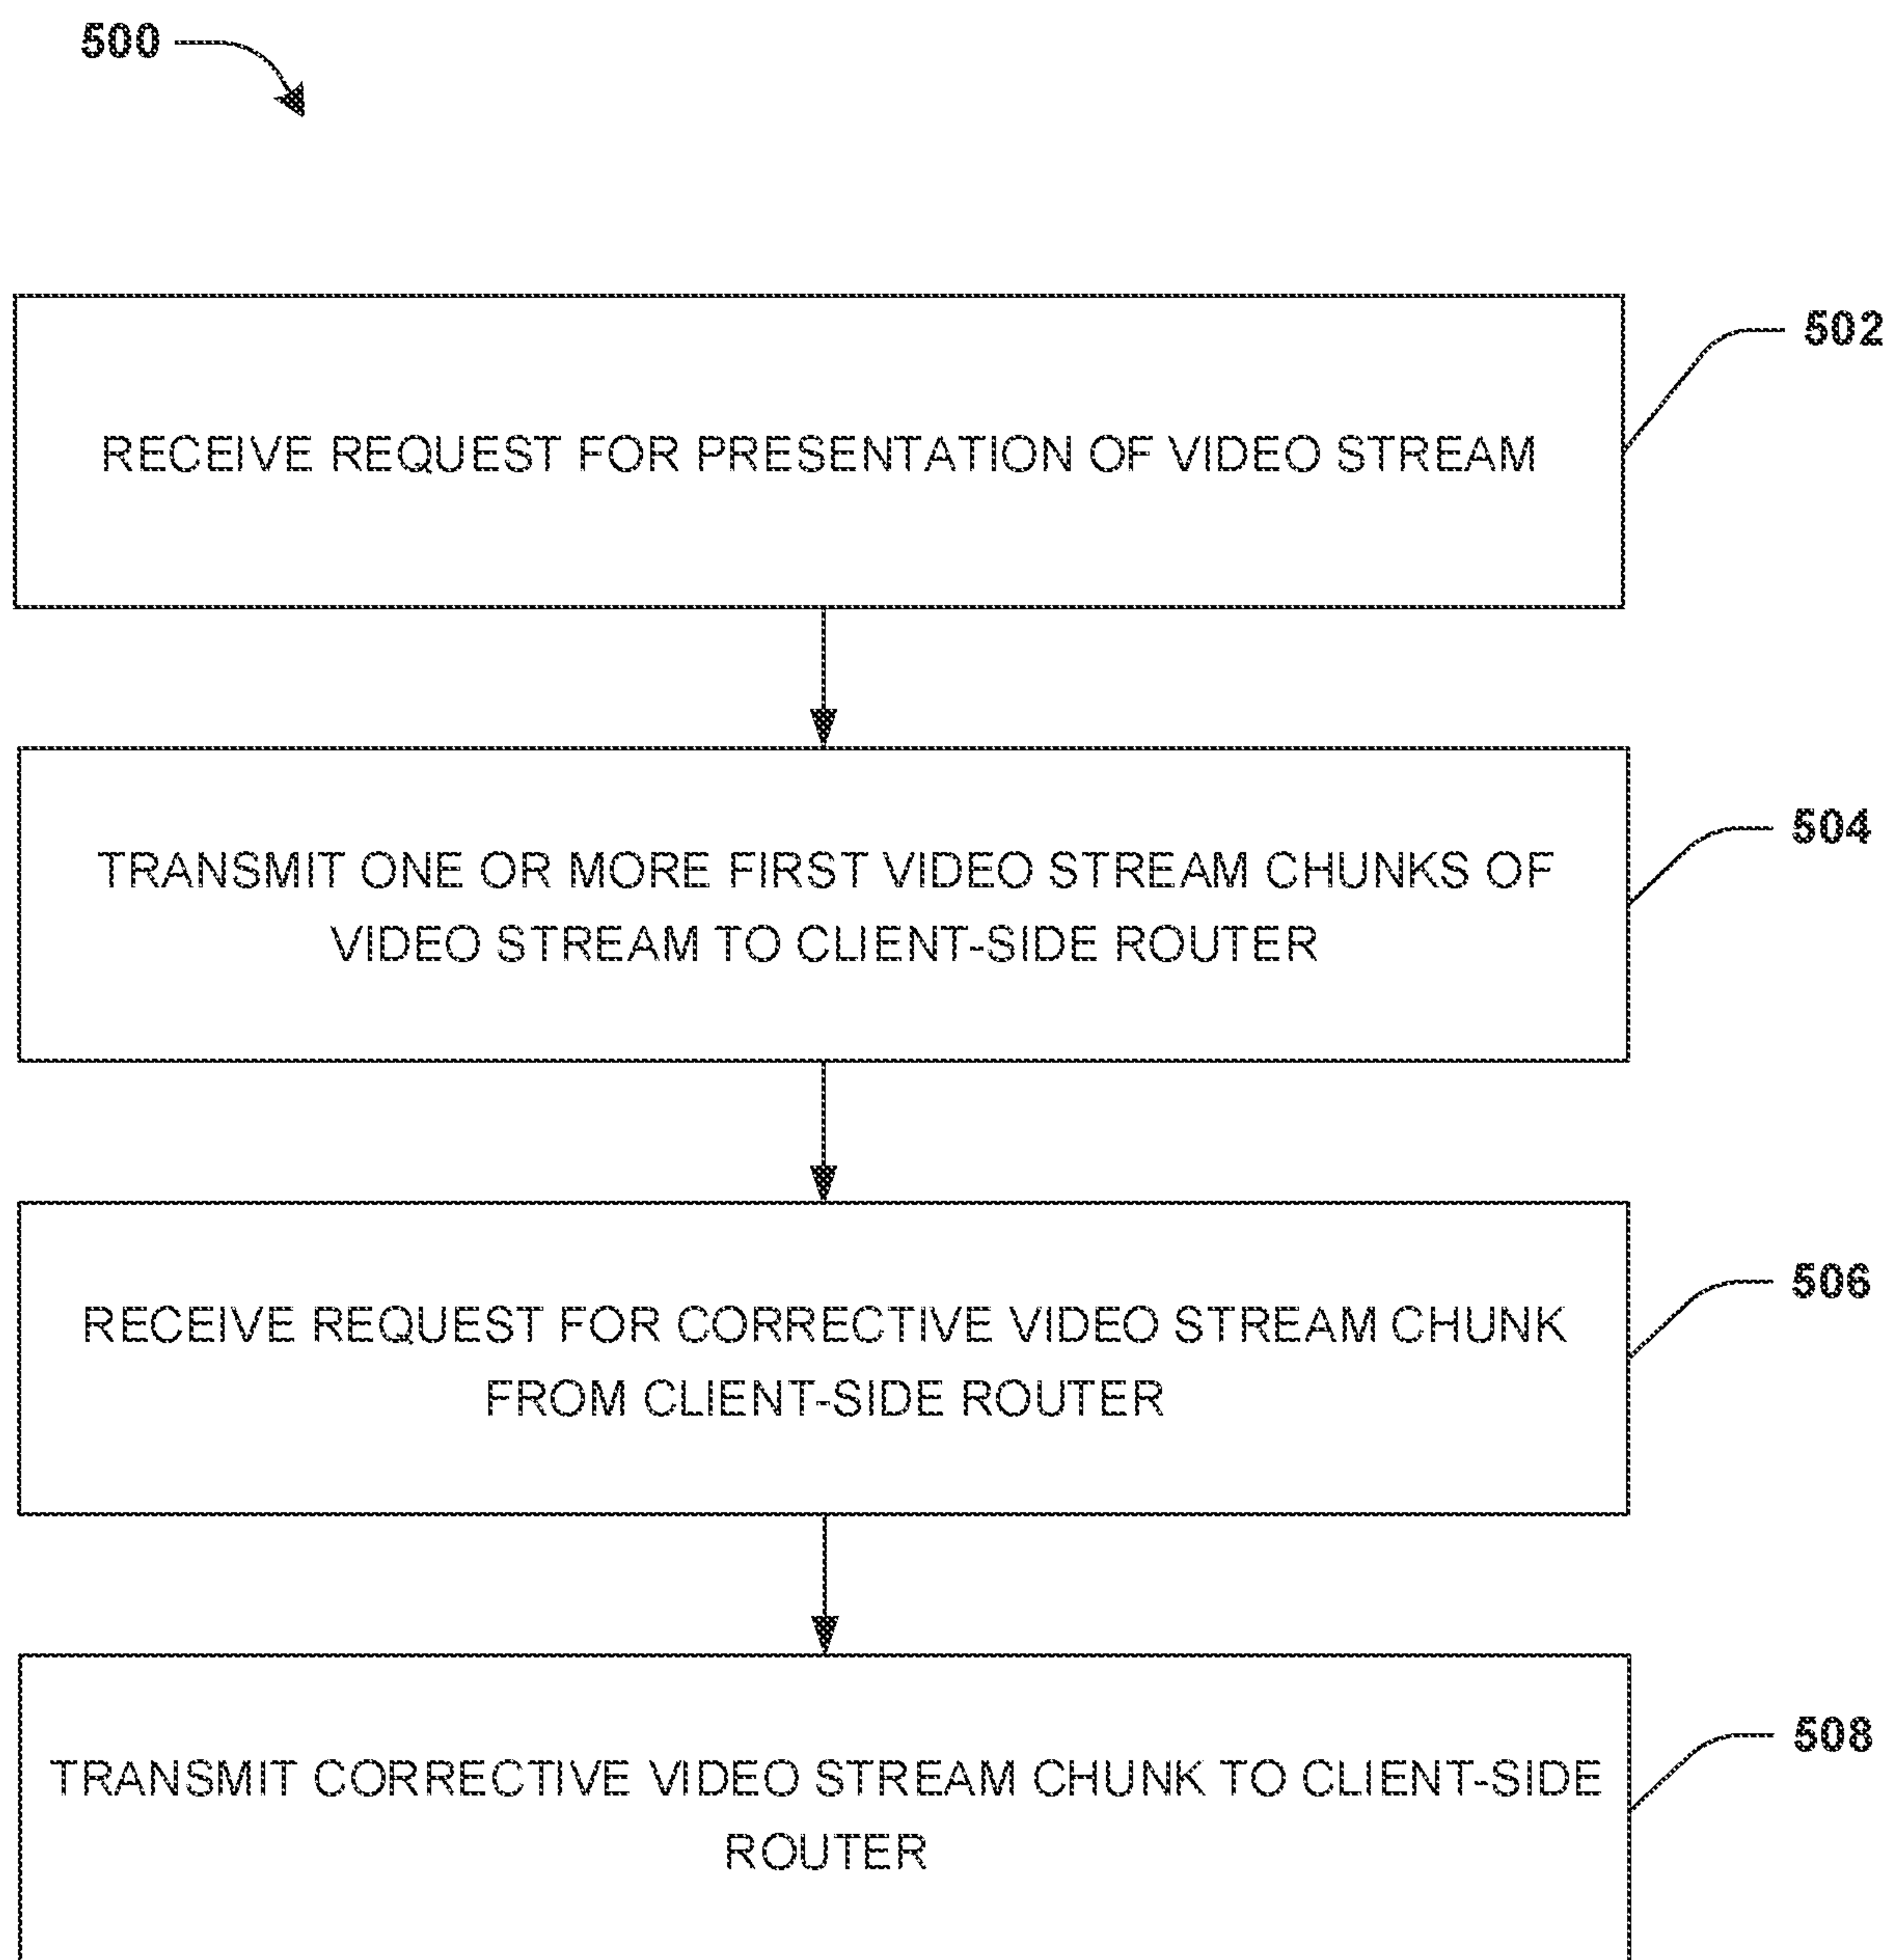 500
RECEIVE REQUEST FOR PRESENTATION OF VIDEO STREAM
502
TRANSMIT ONE OR MORE FIRST VIDEO STREAM CHUNKS OF
VIDEO STREAM TO CLIENT-SIDE ROUTER
504
RECEIVE REQUEST FOR CORRECTIVE VIDEO STREAM CHUNK
FROM CLIENT-SIDE ROUTER
506
TRANSMIT CORRECTIVE VIDEO STREAM CHUNK TO CLIENT-SIDE
ROUTER
508